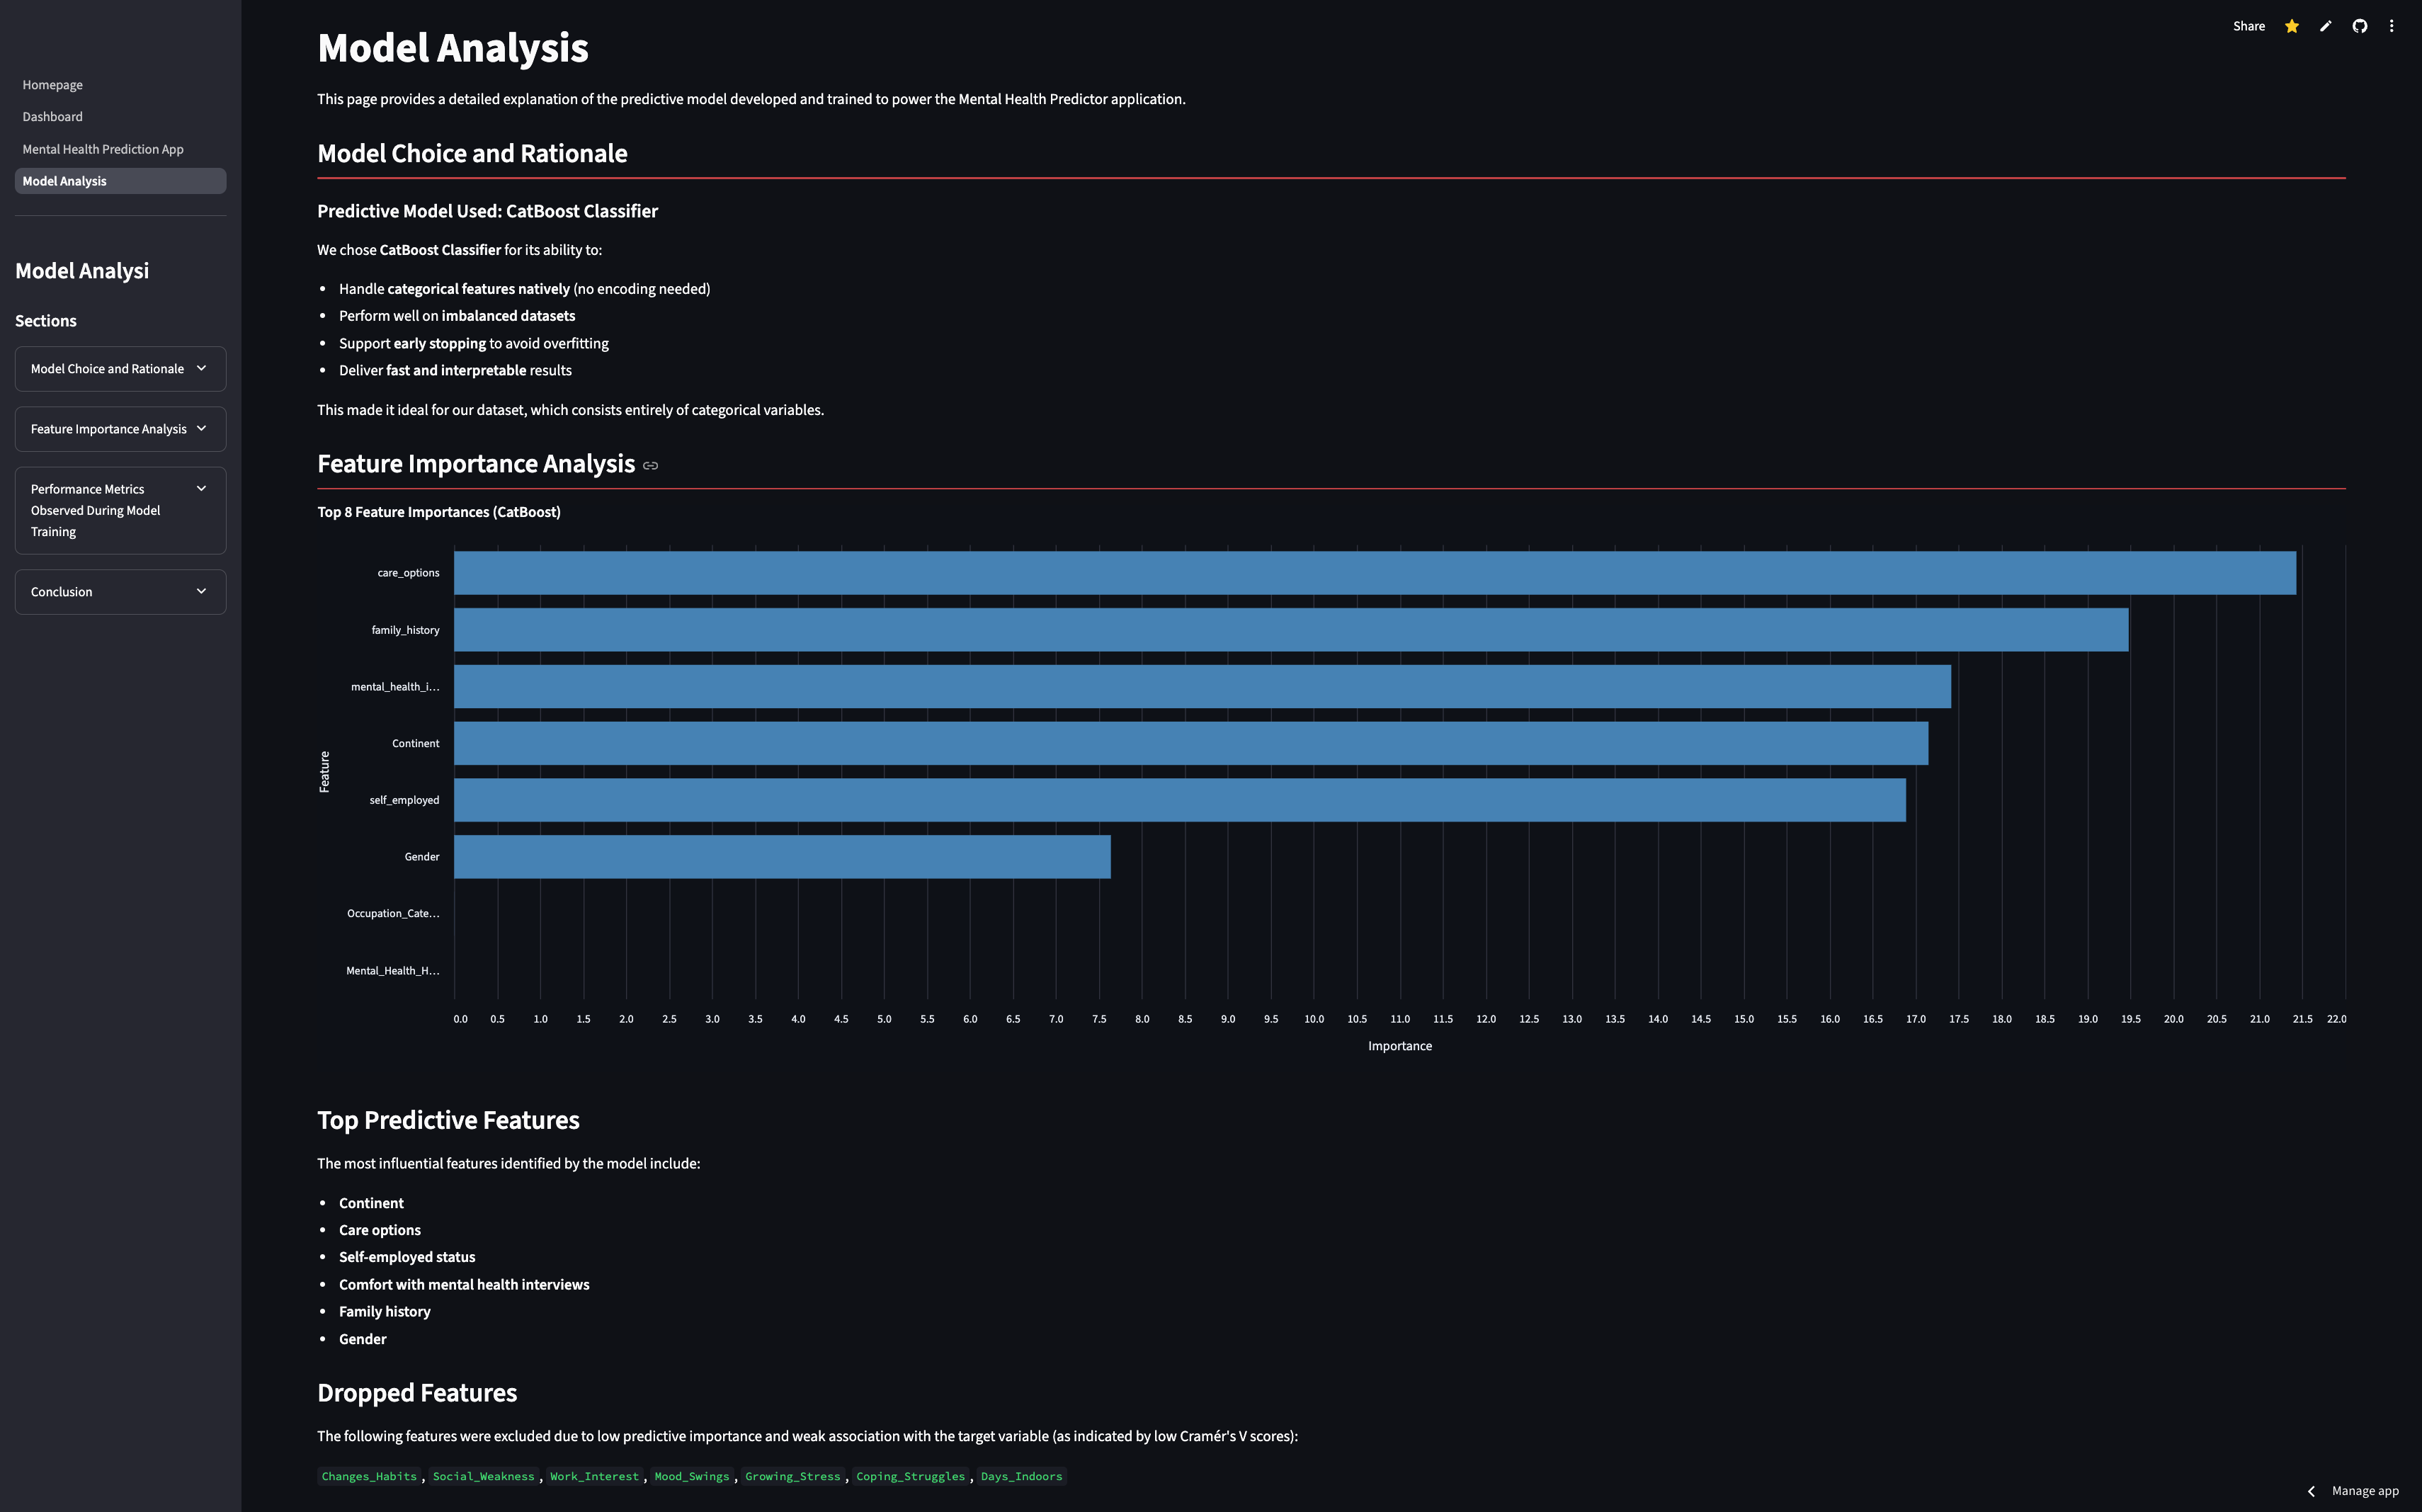 Share
Homepage
Dashboard
Mental Health Prediction App
Model Analysis
Model Analysi
Sections
Model Choice and Rationale
Feature Importance Analysis
Performance Metrics
Observed During Model
Training
Conclusion
Model Analysis
This page provides a detailed explanation of the predictive model developed and trained to power the Mental Health Predictor application.
Model Choice and Rationale
Predictive Model Used: CatBoost Classifier
We chose CatBoost Classifier for its ability to:
• Handle categorical features natively (no encoding needed)
• Perform well on imbalanced datasets
• Support early stopping to avoid overfitting
• Deliver fast and interpretable results
This made it ideal for our dataset, which consists entirely of categorical variables.
Feature Importance Analysis
Top 8 Feature Importances (CatBoost)
care_options
family_history
mental_health_i…
Continent
self_employed
Gender
Occupation_Cate…
Mental_Health_H…
Feature
0.0 0.5 1.0 1.5 2.0 2.5 3.0 3.5 4.0 4.5 5.0 5.5 6.0 6.5 7.0 7.5 8.0 8.5 9.0 9.5 10.0 10.5 11.0 11.5 12.0 12.5 13.0 13.5 14.0 14.5 15.0 15.5 16.0 16.5 17.0 17.5 18.0 18.5 19.0 19.5 20.0 20.5 21.0 21.5 22.0
Importance
Top Predictive Features
The most influential features identified by the model include:
• Continent
• Care options
• Self-employed status
• Comfort with mental health interviews
• Family history
• Gender
Dropped Features
The following features were excluded due to low predictive importance and weak association with the target variable (as indicated by low Cramér's V scores):
Changes_Habits , Social_Weakness , Work_Interest , Mood_Swings , Growing_Stress , Coping_Struggles , Days_Indoors
Manage app